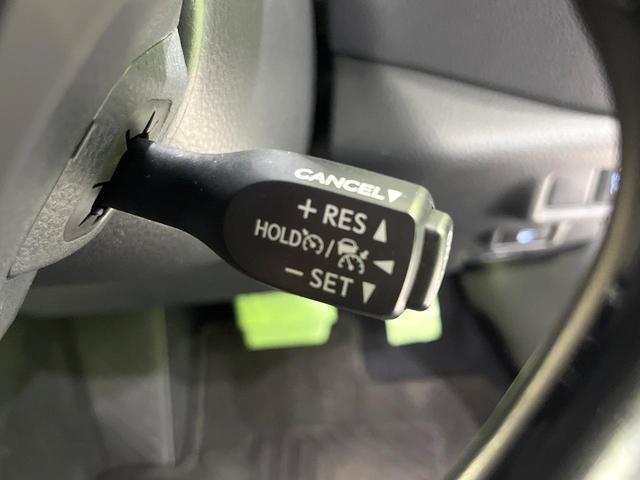 CANCEL▼
+ RES ▲
HOLD / ◀
− SET ▼